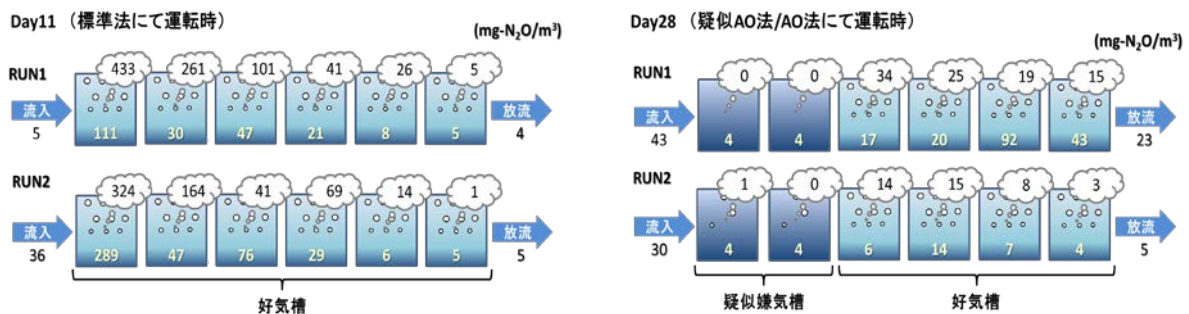 Day11 (標準法にて運転時)
(mg-N₂O/m³)
RUN1
433 261 101 41 26 5
流入 放流
5 111 30 47 21 8 5 4
RUN2
324 164 41 69 14 1
流入 放流
36 289 47 76 29 6 5 5
好気槽
Day28 (疑似AO法/AO法にて運転時)
(mg-N₂O/m³)
RUN1
0 0 34 25 19 15
流入 放流
43 4 4 17 20 92 43 23
RUN2
1 0 14 15 8 3
流入 放流
30 4 4 6 14 7 4 5
疑似嫌気槽 好気槽